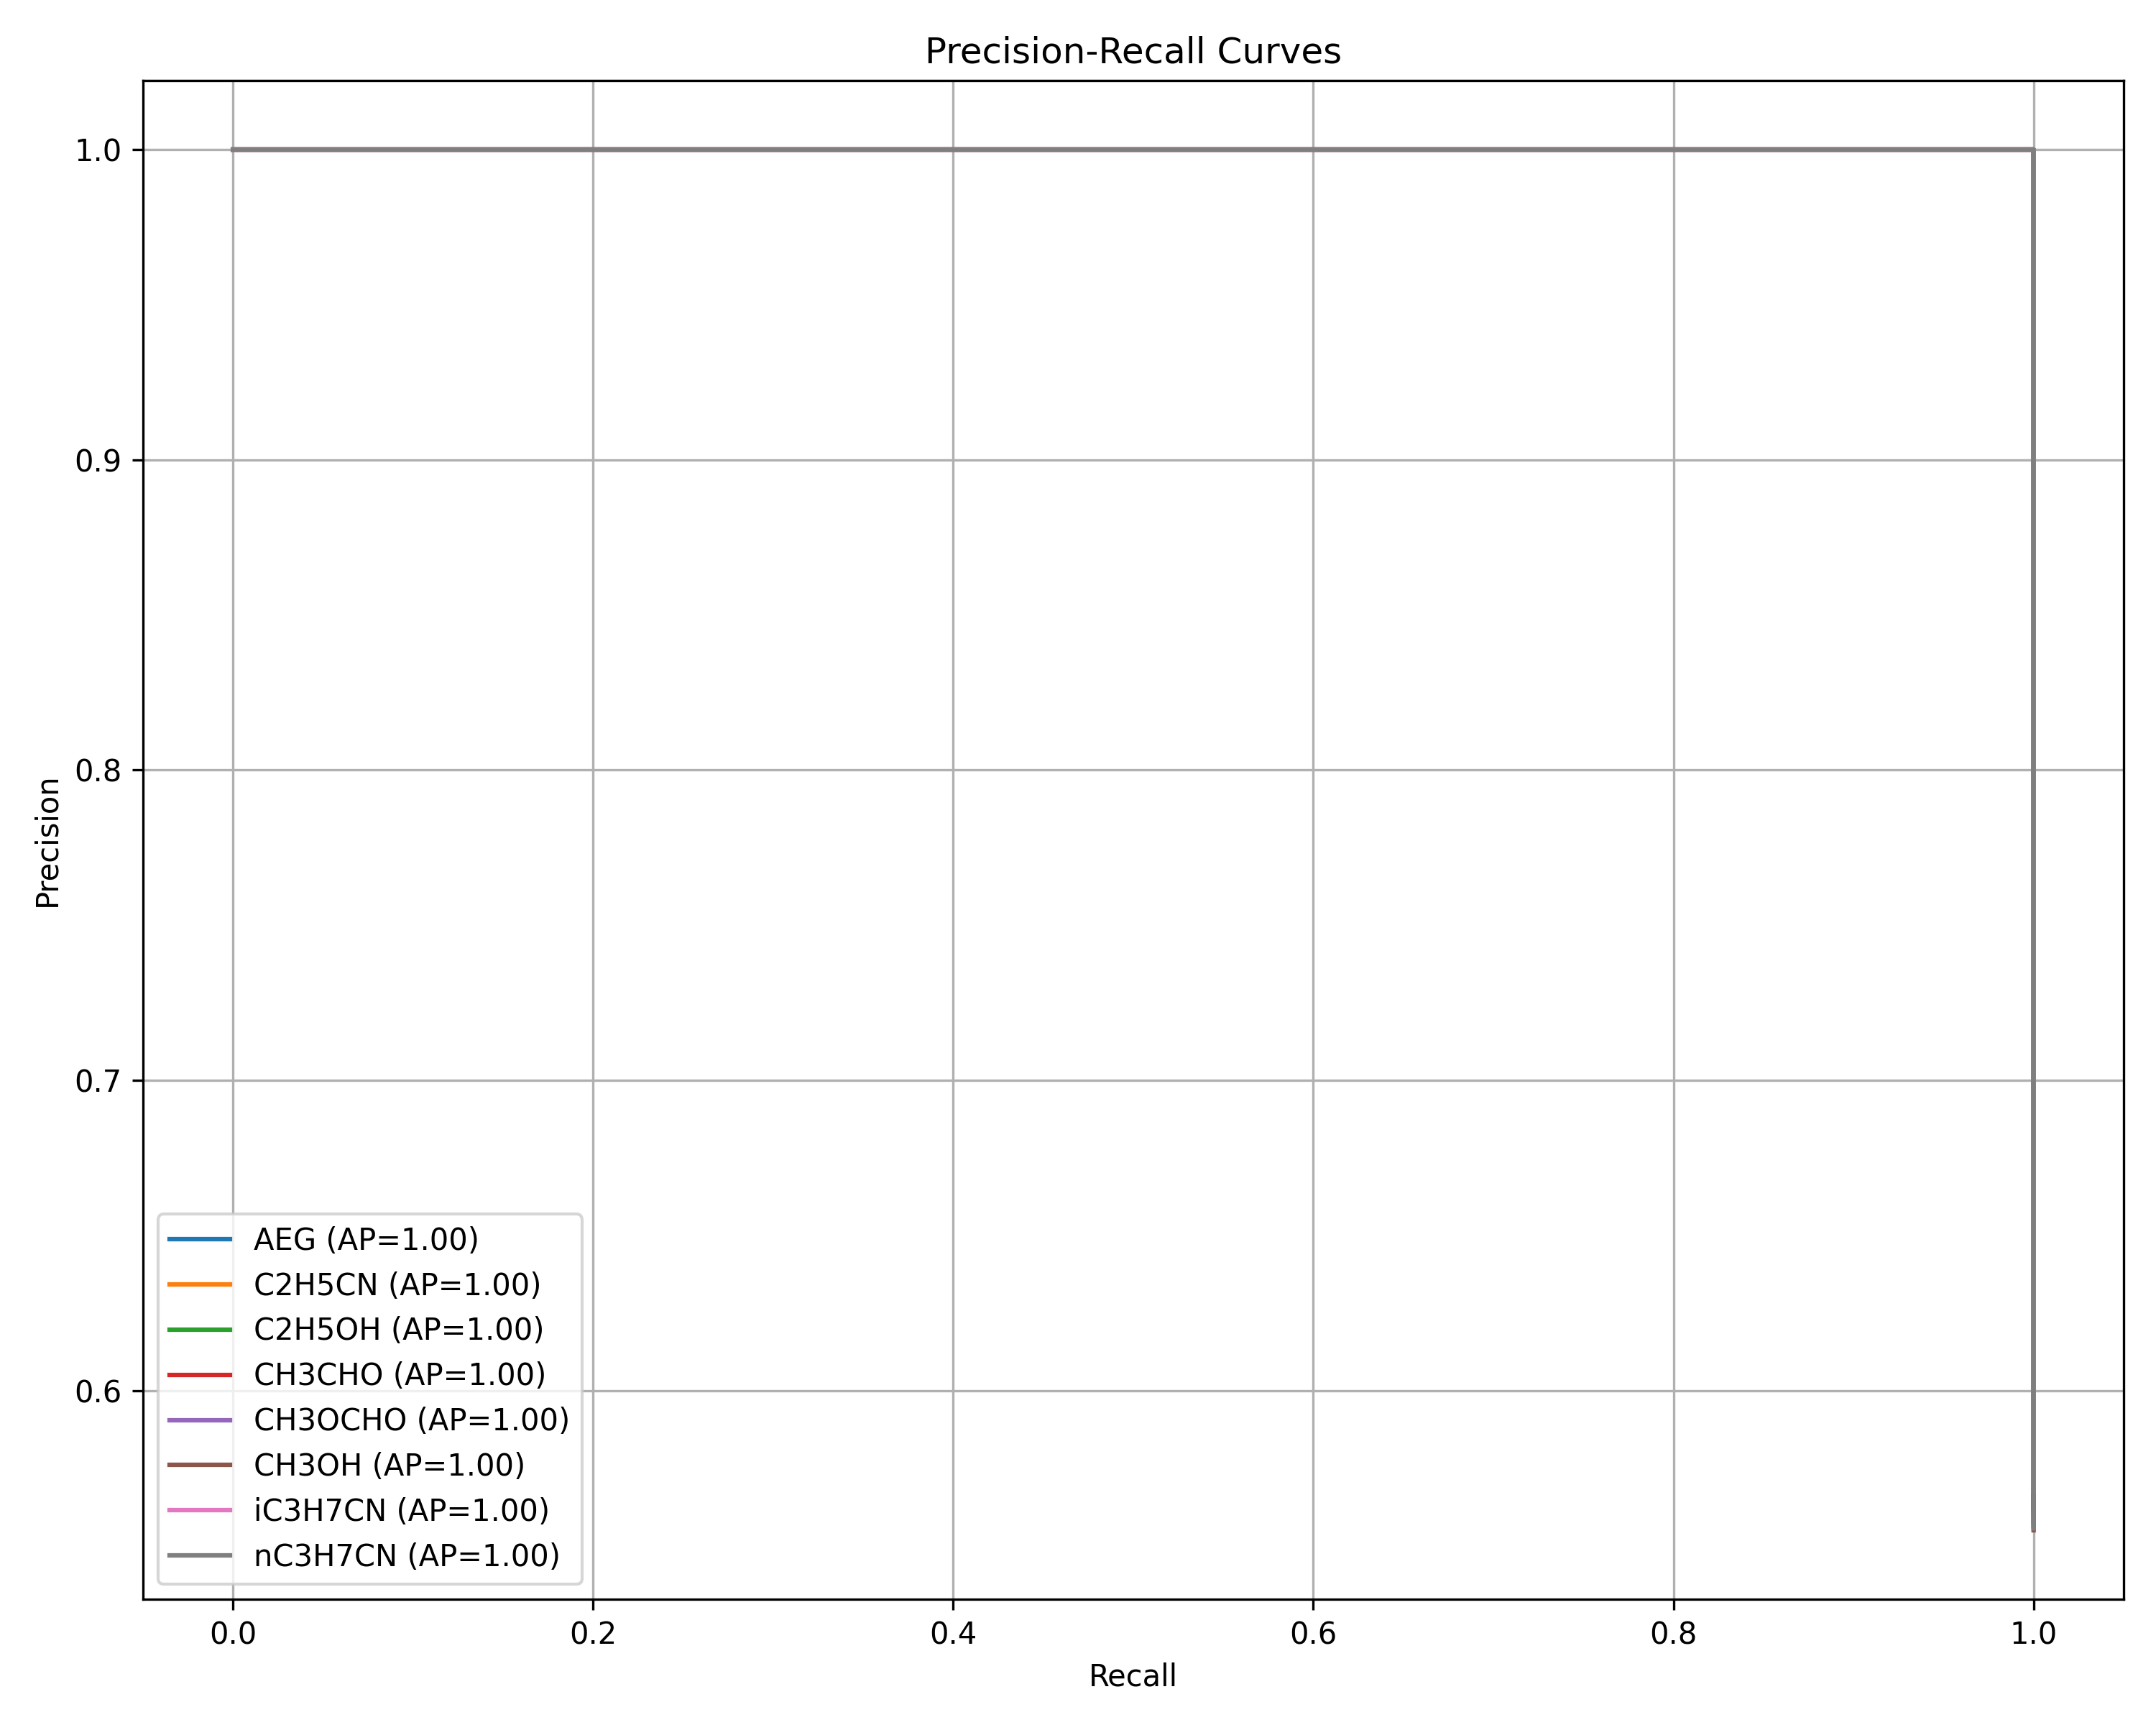 Precision-Recall Curves
Precision
1.0
0.9
0.8
0.7
0.6
AEG (AP=1.00)
C2H5CN (AP=1.00)
C2H5OH (AP=1.00)
CH3CHO (AP=1.00)
CH3OCHO (AP=1.00)
CH3OH (AP=1.00)
iC3H7CN (AP=1.00)
nC3H7CN (AP=1.00)
0.0 0.2 0.4 0.6 0.8 1.0
Recall